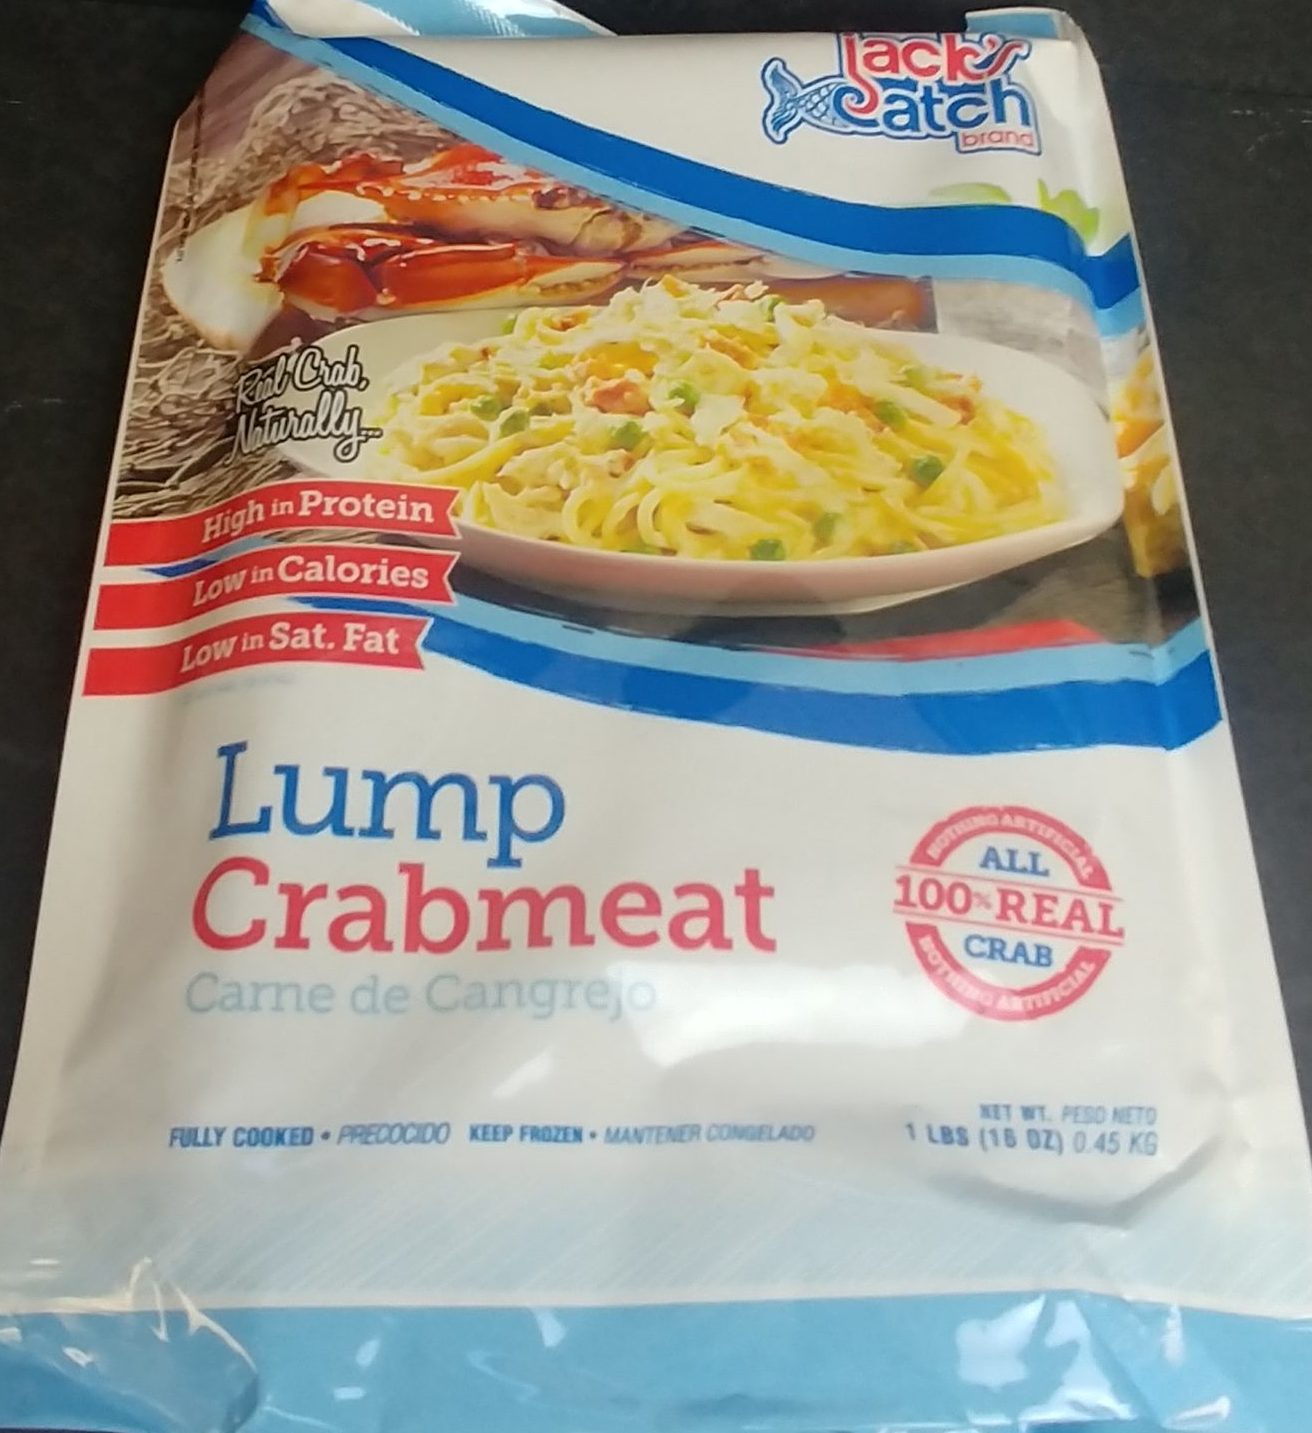 jack's
Catch
brand
Real Crab,
Naturally...
High in Protein
Low in Calories
Low in Sat. Fat
Lump
Crabmeat
Carne de Cangrejo
NOTHING ARTIFICIAL
ALL
100% REAL
CRAB
NOTHING ARTIFICIAL
FULLY COOKED • PRECOCIDO KEEP FROZEN • MANTENER CONGELADO
NET WT. PESO NETO
1 LBS (16 OZ) 0.45 KG